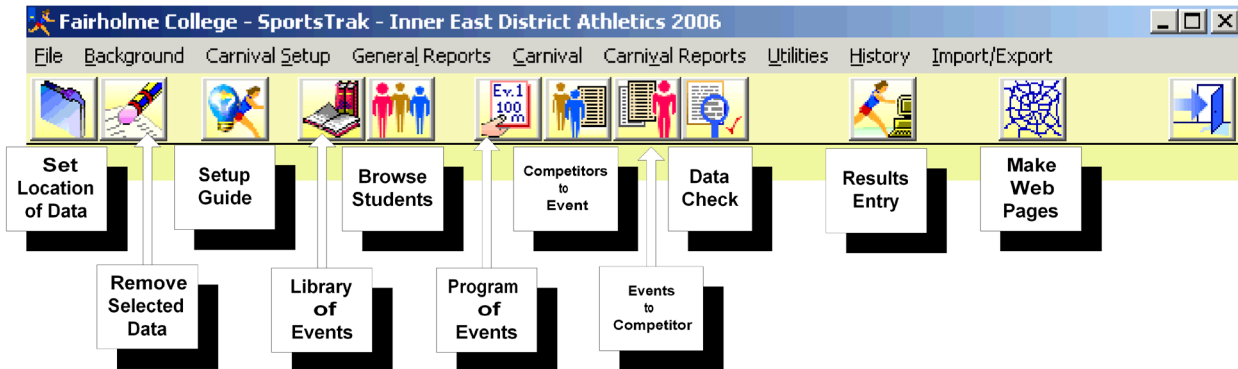 Fairholme College - SportsTrak - Inner East District Athletics 2006
File Background Carnival Setup General Reports Carnival Carnival Reports Utilities History Import/Export
Ev.1
100
m
Set
Location
of Data
Setup
Guide
Browse
Students
Competitors
to
Event
Data
Check
Results
Entry
Make
Web
Pages
Remove
Selected
Data
Library
of
Events
Program
of
Events
Events
to
Competitor